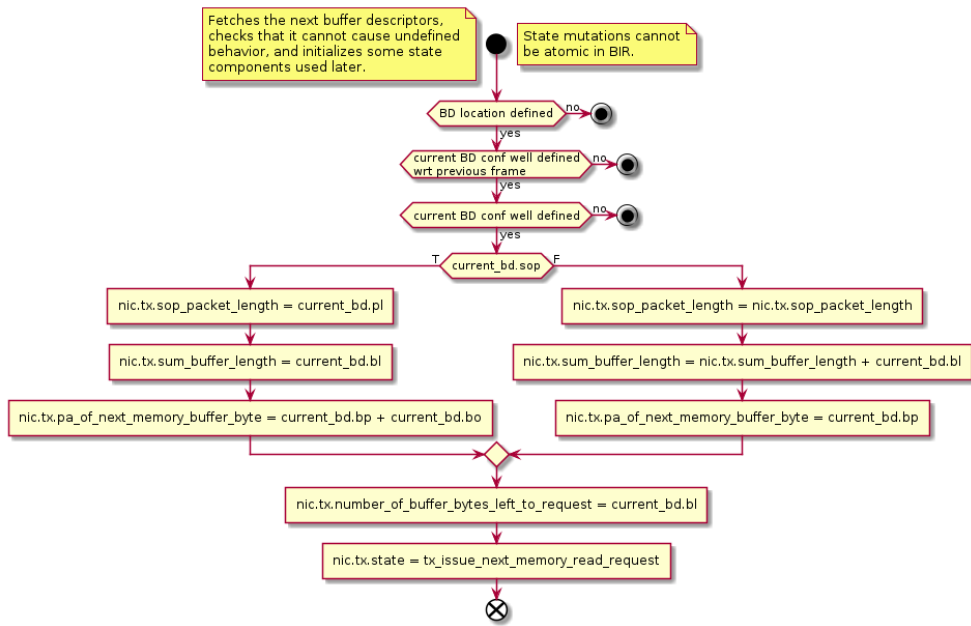 Fetches the next buffer descriptors,
checks that it cannot cause undefined
behavior, and initializes some state
components used later.
State mutations cannot
be atomic in BIR.
BD location defined
no
yes
current BD conf well defined
wrt previous frame
no
yes
current BD conf well defined
no
yes
T
current_bd.sop
F
nic.tx.sop_packet_length = current_bd.pl
nic.tx.sop_packet_length = nic.tx.sop_packet_length
nic.tx.sum_buffer_length = current_bd.bl
nic.tx.sum_buffer_length = nic.tx.sum_buffer_length + current_bd.bl
nic.tx.pa_of_next_memory_buffer_byte = current_bd.bp + current_bd.bo
nic.tx.pa_of_next_memory_buffer_byte = current_bd.bp
nic.tx.number_of_buffer_bytes_left_to_request = current_bd.bl
nic.tx.state = tx_issue_next_memory_read_request